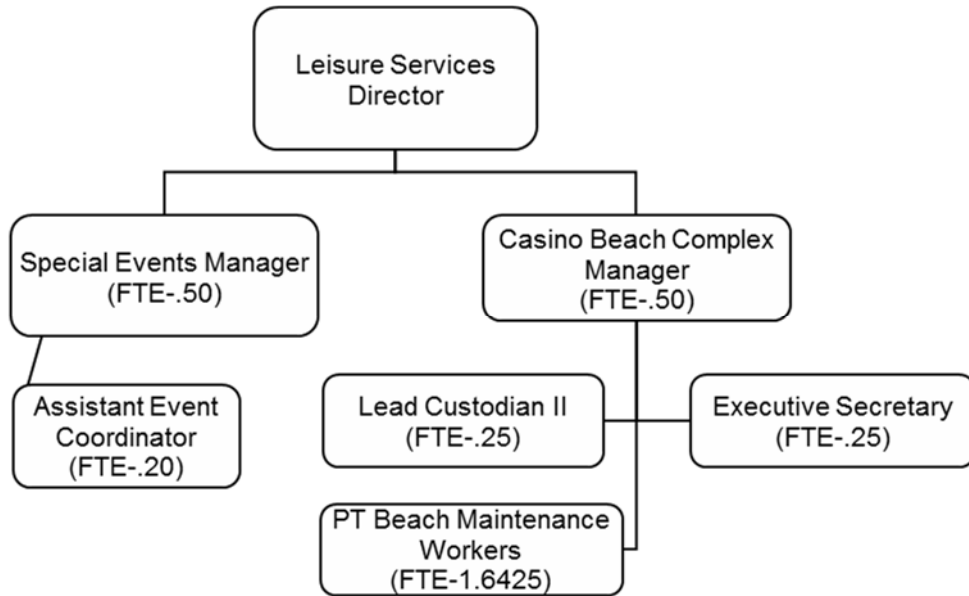 Leisure Services
Director
Special Events Manager
(FTE-.50)
Casino Beach Complex
Manager
(FTE-.50)
Assistant Event
Coordinator
(FTE-.20)
Lead Custodian II
(FTE-.25)
Executive Secretary
(FTE-.25)
PT Beach Maintenance
Workers
(FTE-1.6425)